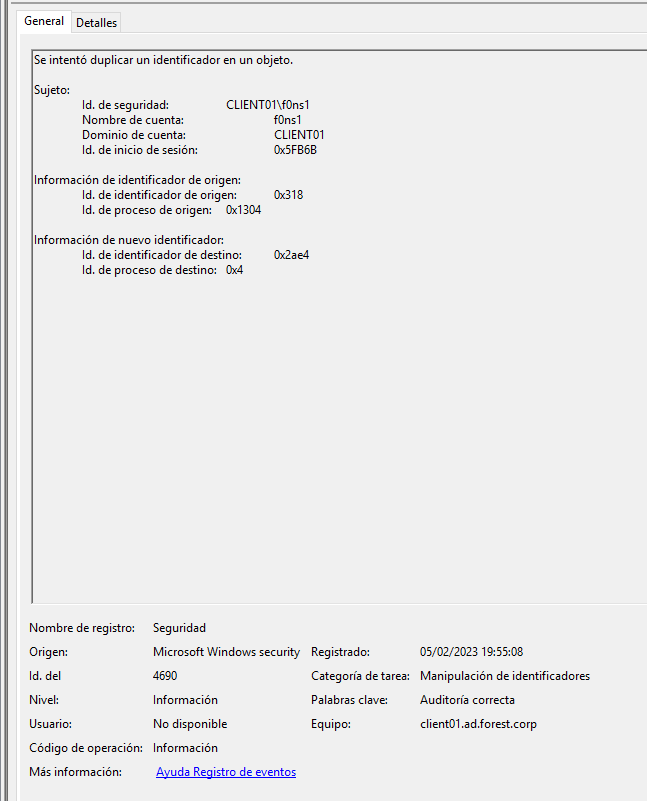 General Detalles
Se intentó duplicar un identificador en un objeto.
Sujeto:
Id. de seguridad: CLIENT01\f0ns1
Nombre de cuenta: f0ns1
Dominio de cuenta: CLIENT01
Id. de inicio de sesión: 0x5FB6B
Información de identificador de origen:
Id. de identificador de origen: 0x318
Id. de proceso de origen: 0x1304
Información de nuevo identificador:
Id. de identificador de destino: 0x2ae4
Id. de proceso de destino: 0x4
Nombre de registro: Seguridad
Origen: Microsoft Windows security Registrado: 05/02/2023 19:55:08
Id. del 4690 Categoría de tarea: Manipulación de identificadores
Nivel: Información Palabras clave: Auditoría correcta
Usuario: No disponible Equipo: client01.ad.forest.corp
Código de operación: Información
Más información: Ayuda Registro de eventos